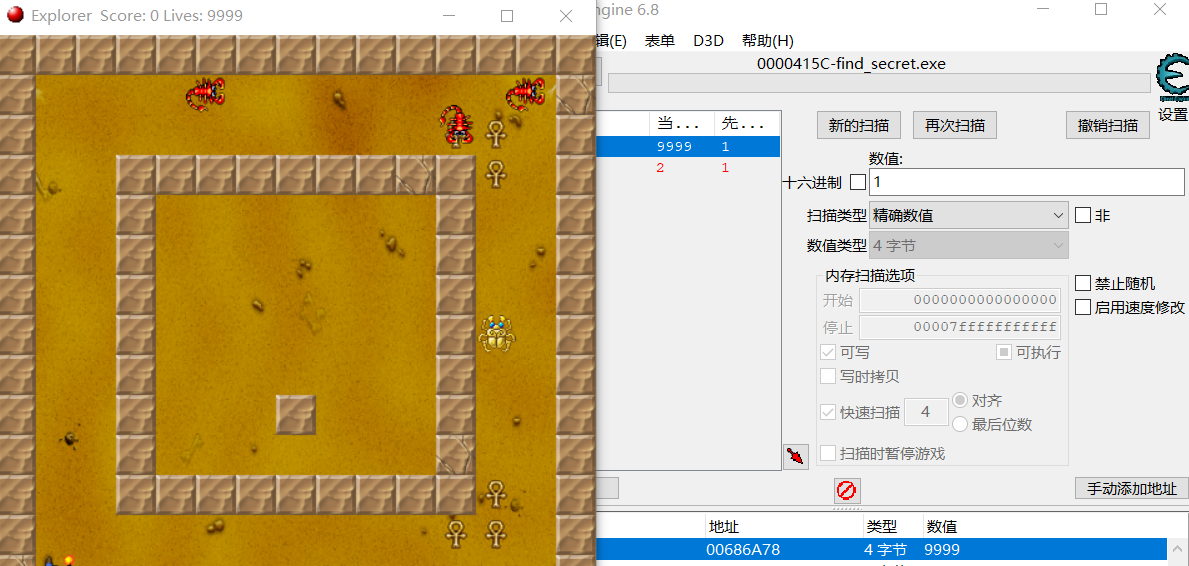 Explorer Score: 0 Lives: 9999
ngine 6.8
辑(E) 表单 D3D 帮助(H)
0000415C-find_secret.exe
设置
当... 先...
9999 1
2 1
新的扫描 再次扫描 撤销扫描
数值:
十六进制 1
扫描类型 精确数值 非
数值类型 4 字节
内存扫描选项
开始 0000000000000000
停止 00007fffffffffff
可写 可执行
写时拷贝
快速扫描 4 对齐
最后位数
扫描时暂停游戏
禁止随机
启用速度修改
手动添加地址
地址 类型 数值
00686A78 4 字节 9999